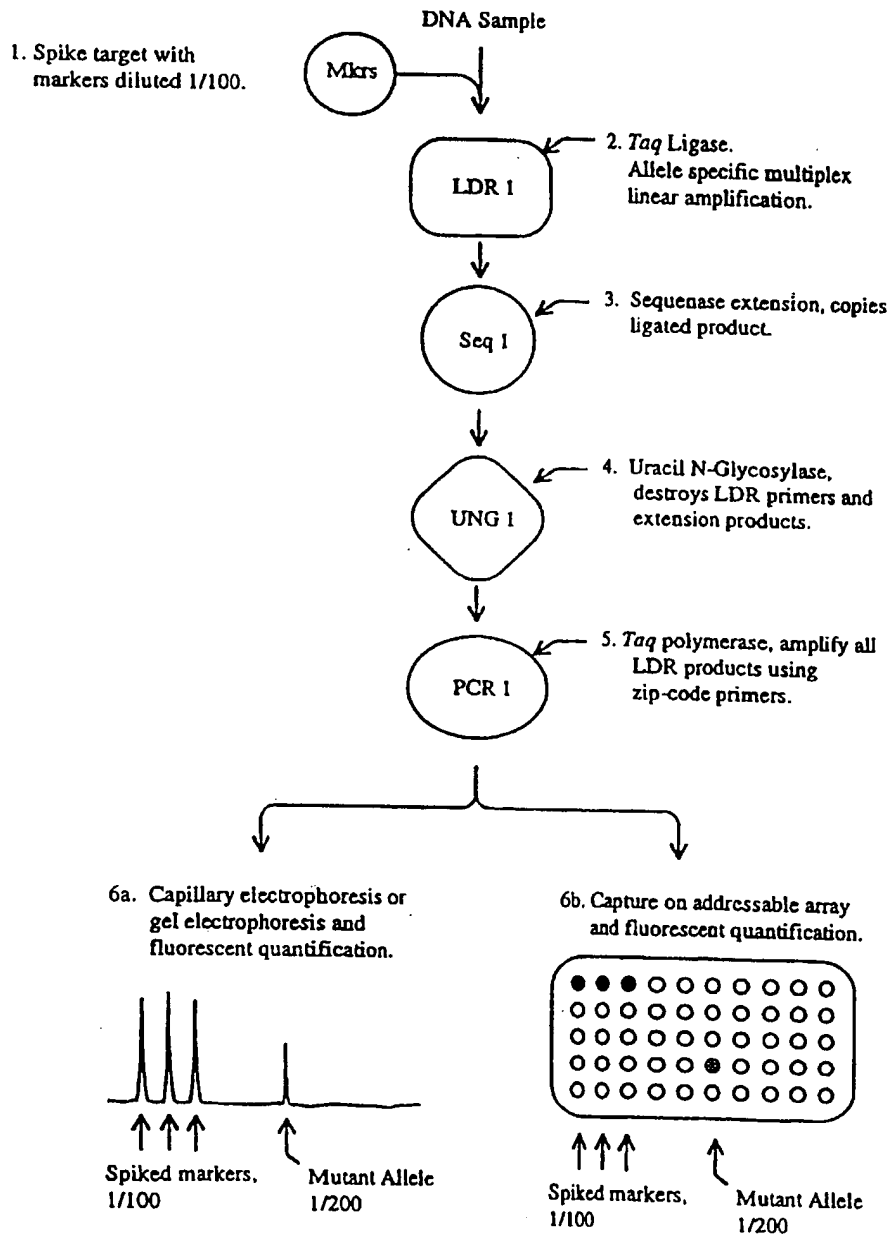 DNA Sample
1. Spike target with
markers diluted 1/100.
Mkrs
2. Taq Ligase.
Allele specific multiplex
linear amplification.
LDR 1
3. Sequenase extension, copies
ligated product.
Seq 1
4. Uracil N-Glycosylase,
destroys LDR primers and
extension products.
UNG 1
5. Taq polymerase, amplify all
LDR products using
zip-code primers.
PCR 1
6a. Capillary electrophoresis or
gel electrophoresis and
fluorescent quantification.
6b. Capture on addressable array
and fluorescent quantification.
Spiked markers,
1/100
Mutant Allele
1/200
Spiked markers,
1/100
Mutant Allele
1/200